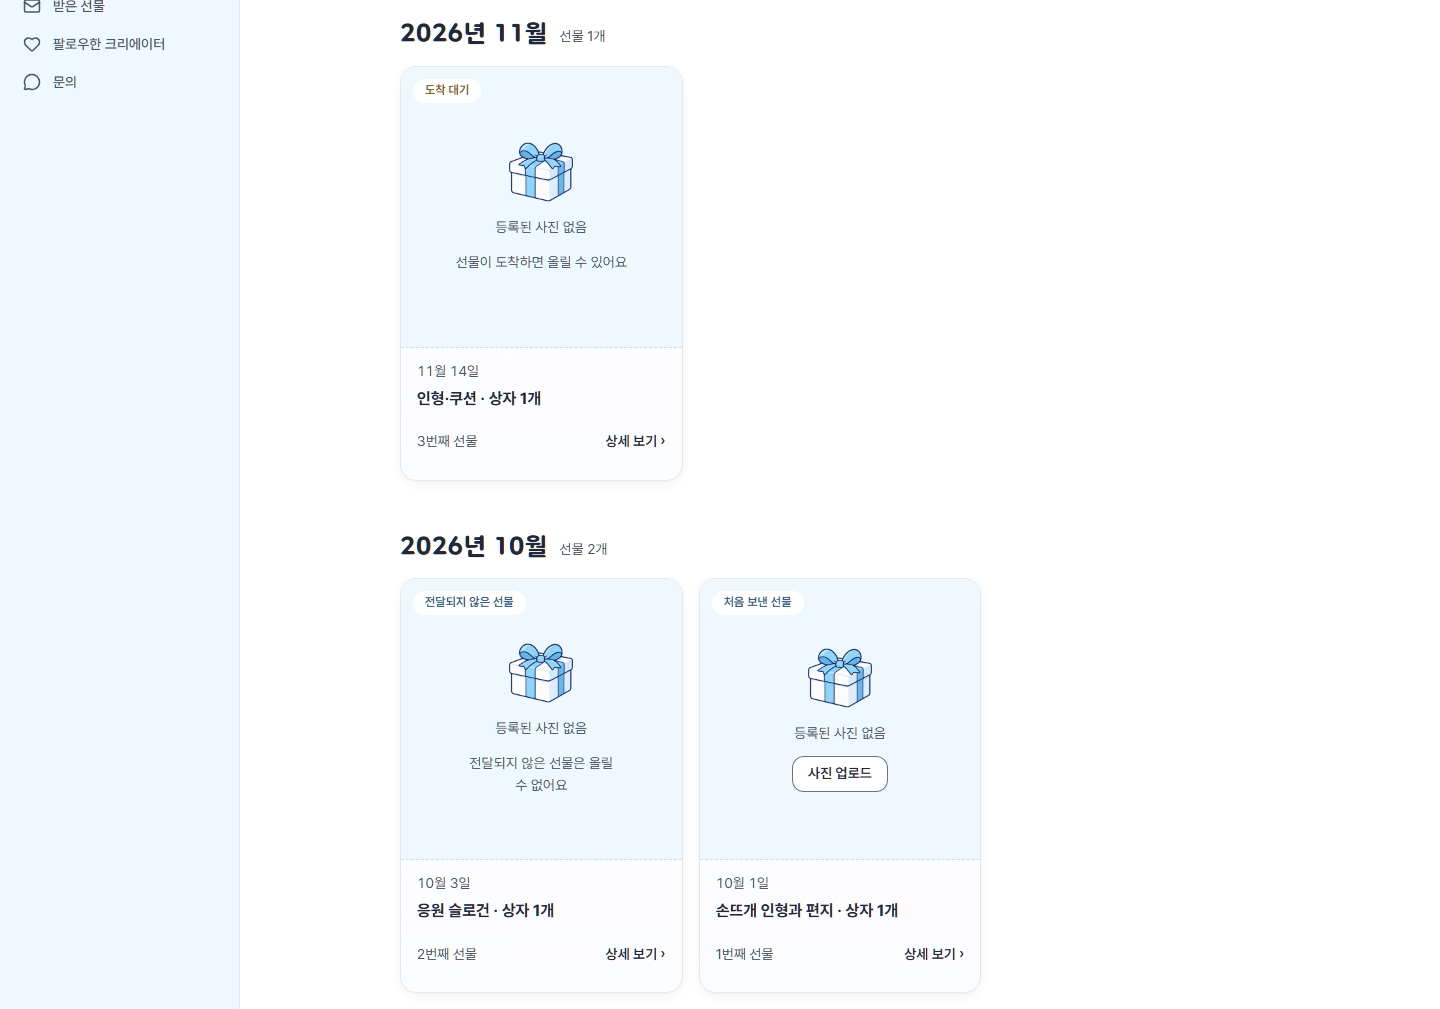 받은 선물
팔로우한 크리에이터
문의
2026년 11월 선물 1개
도착 대기
등록된 사진 없음
선물이 도착하면 올릴 수 있어요
11월 14일
인형·쿠션 · 상자 1개
3번째 선물 상세 보기 ›
2026년 10월 선물 2개
전달되지 않은 선물
등록된 사진 없음
전달되지 않은 선물은 올릴
수 없어요
10월 3일
응원 슬로건 · 상자 1개
2번째 선물 상세 보기 ›
처음 보낸 선물
등록된 사진 없음
사진 업로드
10월 1일
손뜨개 인형과 편지 · 상자 1개
1번째 선물 상세 보기 ›